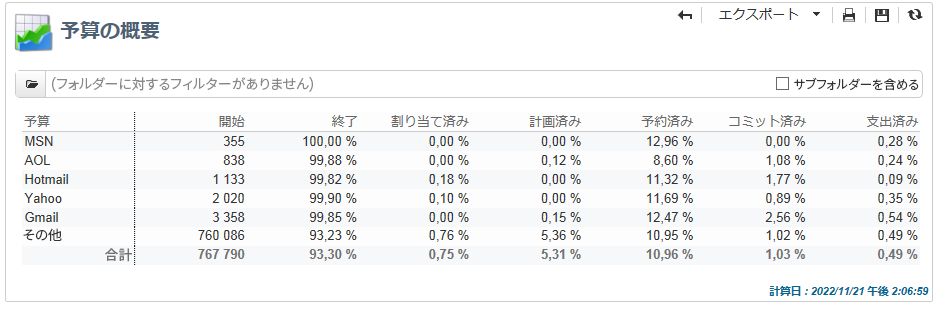 エクスポート
予算の概要
(フォルダーに対するフィルターがありません) サブフォルダーを含める
予算 開始 終了 割り当て済み 計画済み 予約済み コミット済み 支出済み
MSN 355 100,00 % 0,00 % 0,00 % 12,96 % 0,00 % 0,28 %
AOL 838 99,88 % 0,00 % 0,12 % 8,60 % 1,08 % 0,24 %
Hotmail 1 133 99,82 % 0,18 % 0,00 % 11,32 % 1,77 % 0,09 %
Yahoo 2 020 99,90 % 0,10 % 0,00 % 11,69 % 0,89 % 0,35 %
Gmail 3 358 99,85 % 0,00 % 0,15 % 12,47 % 2,56 % 0,54 %
その他 760 086 93,23 % 0,76 % 5,36 % 10,95 % 1,02 % 0,49 %
合計 767 790 93,30 % 0,75 % 5,31 % 10,96 % 1,03 % 0,49 %
計算日 : 2022/11/21 午後 2:06:59